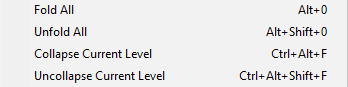 Fold All Alt+0
Unfold All Alt+Shift+0
Collapse Current Level Ctrl+Alt+F
Uncollapse Current Level Ctrl+Alt+Shift+F